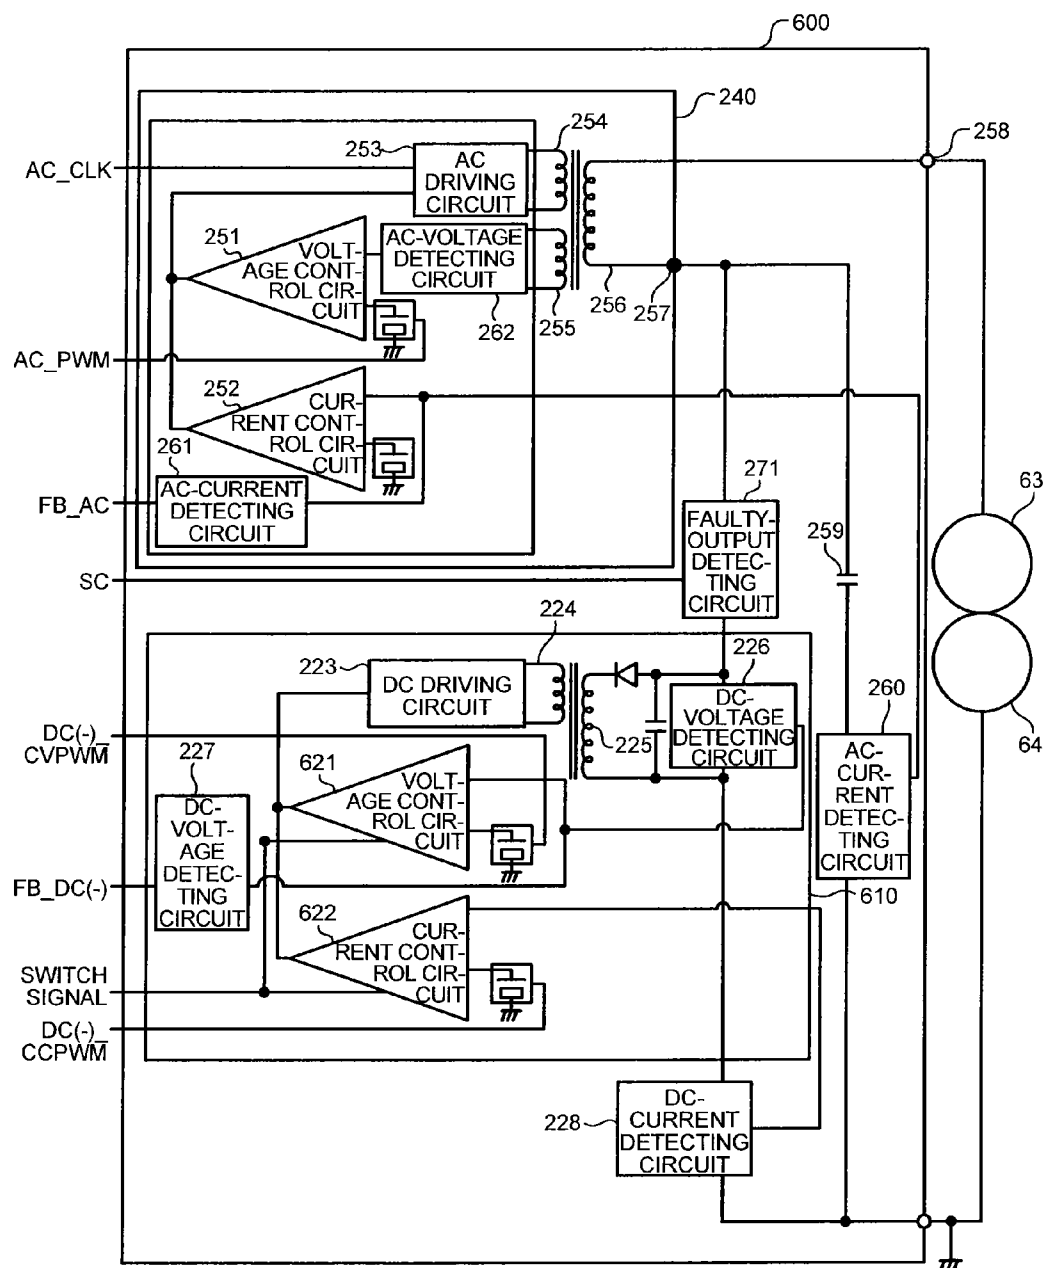 600
240
258
AC_CLK
253
AC
DRIVING
CIRCUIT
254
251
VOLT-
AGE CONT-
ROL CIR-
CUIT
AC-VOLTAGE
DETECTING
CIRCUIT
262
255
256
257
AC_PWM
252
CUR-
RENT CONT-
ROL CIR-
CUIT
261
FB_AC
AC-CURRENT
DETECTING
CIRCUIT
271
FAULTY-
OUTPUT
DETEC-
TING
CIRCUIT
259
63
64
SC
223
DC DRIVING
CIRCUIT
224
225
226
DC-
VOLTAGE
DETECTING
CIRCUIT
260
AC-
CUR-
RENT
DETEC-
TING
CIRCUIT
DC(-)_
CVPWM
227
DC-
VOLT-
AGE
DETEC-
TING
CIRCUIT
621
VOLT-
AGE CONT-
ROL CIR-
CUIT
FB_DC(-)
610
622
CUR-
RENT CONT-
ROL CIR-
CUIT
SWITCH
SIGNAL
DC(-)_
CCPWM
228
DC-
CURRENT
DETECTING
CIRCUIT